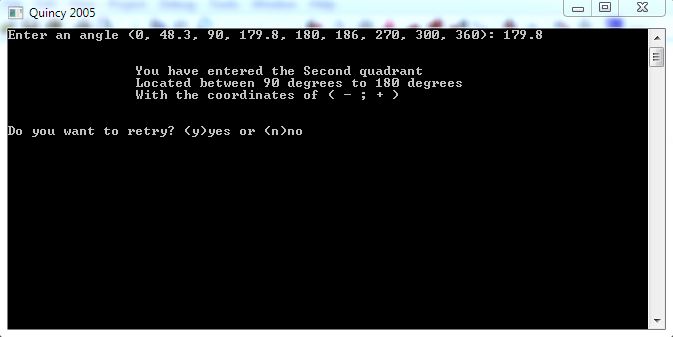 Quincy 2005
Enter an angle (0, 48.3, 90, 179.8, 180, 186, 270, 300, 360): 179.8
You have entered the Second quadrant
Located between 90 degrees to 180 degrees
With the coordinates of ( - ; + )
Do you want to retry? (y)yes or (n)no